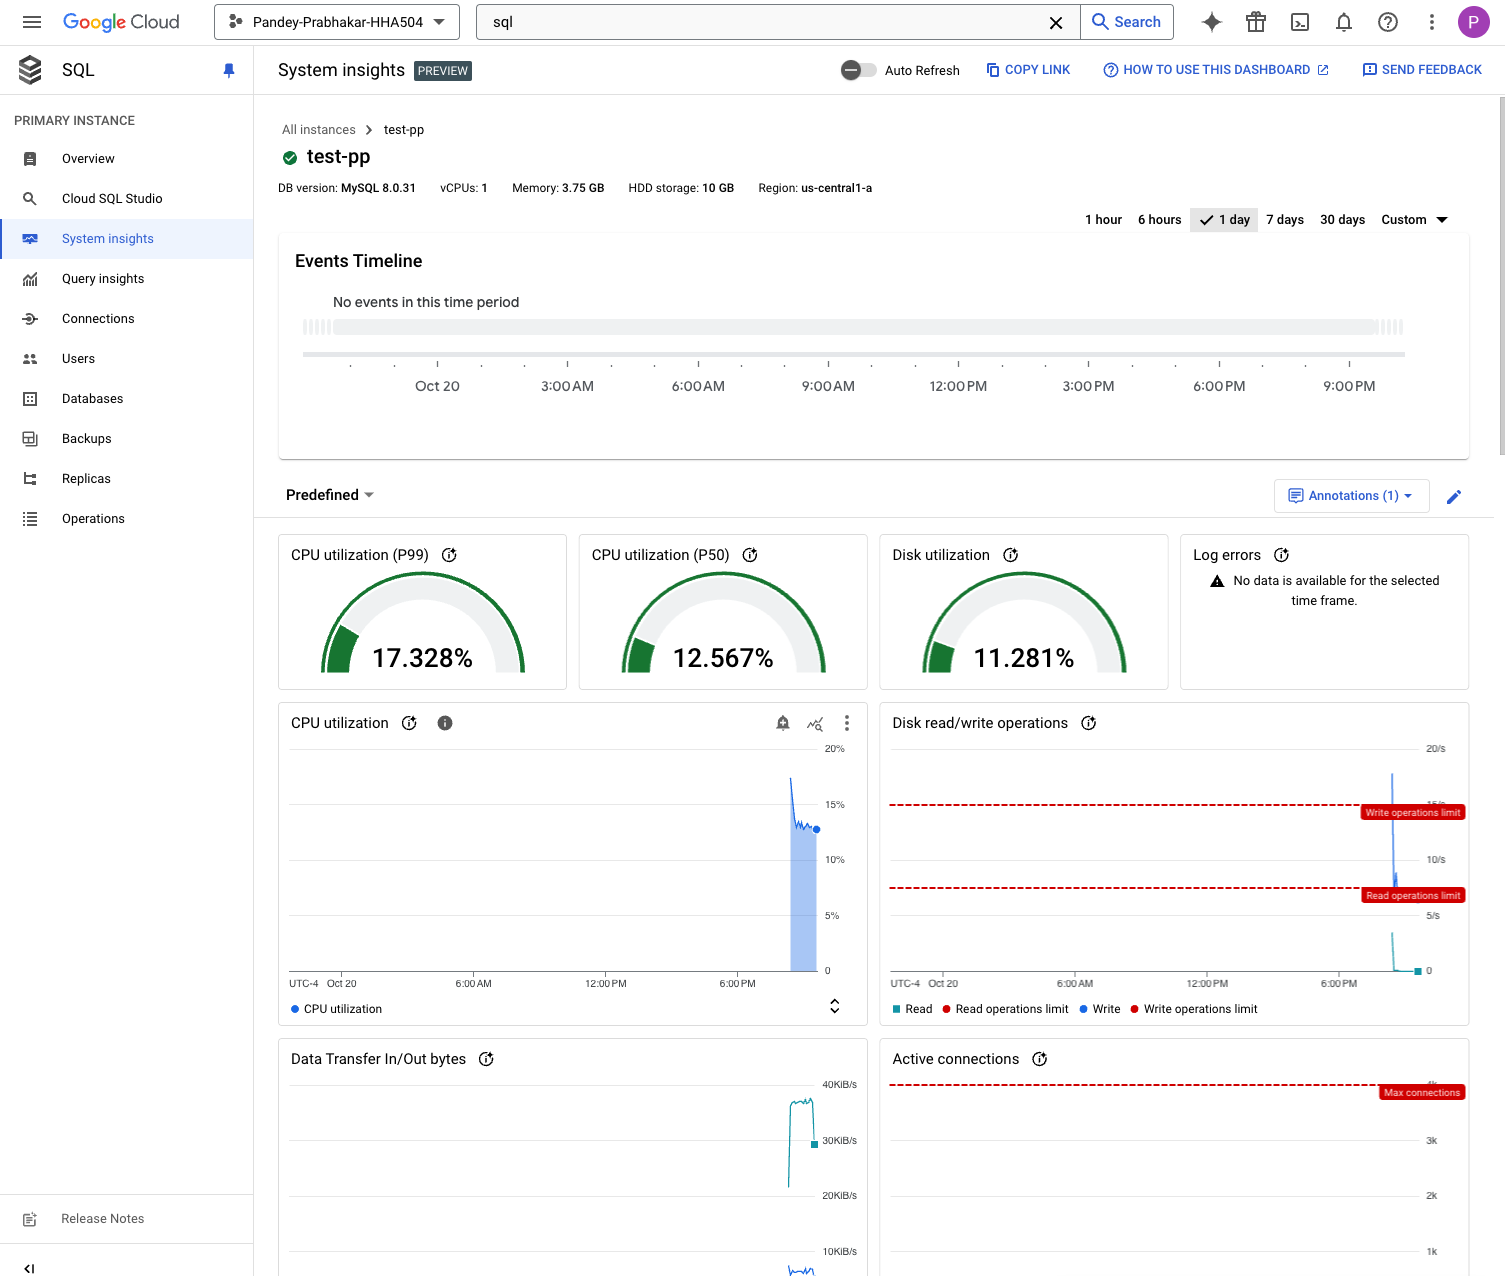 Google Cloud
Pandey-Prabhakar-HHA504
sql
Search
P
SQL
System insights PREVIEW
Auto Refresh
COPY LINK
HOW TO USE THIS DASHBOARD
SEND FEEDBACK
PRIMARY INSTANCE
Overview
Cloud SQL Studio
System insights
Query insights
Connections
Users
Databases
Backups
Replicas
Operations
Release Notes
All instances > test-pp
test-pp
DB version: MySQL 8.0.31 vCPUs: 1 Memory: 3.75 GB HDD storage: 10 GB Region: us-central1-a
1 hour 6 hours 1 day 7 days 30 days Custom
Events Timeline
No events in this time period
Oct 20 3:00 AM 6:00 AM 9:00 AM 12:00 PM 3:00 PM 6:00 PM 9:00 PM
Predefined
Annotations (1)
CPU utilization (P99)
17.328%
CPU utilization (P50)
12.567%
Disk utilization
11.281%
Log errors
No data is available for the selected
time frame.
CPU utilization
20%
15%
10%
5%
0
UTC-4 Oct 20 6:00 AM 12:00 PM 6:00 PM
CPU utilization
Disk read/write operations
20/s
Write operations limit
10/s
Read operations limit
5/s
0
UTC-4 Oct 20 6:00 AM 12:00 PM 6:00 PM
Read Read operations limit Write Write operations limit
Data Transfer In/Out bytes
40KiB/s
30KiB/s
20KiB/s
10KiB/s
Active connections
Max connections
3k
2k
1k